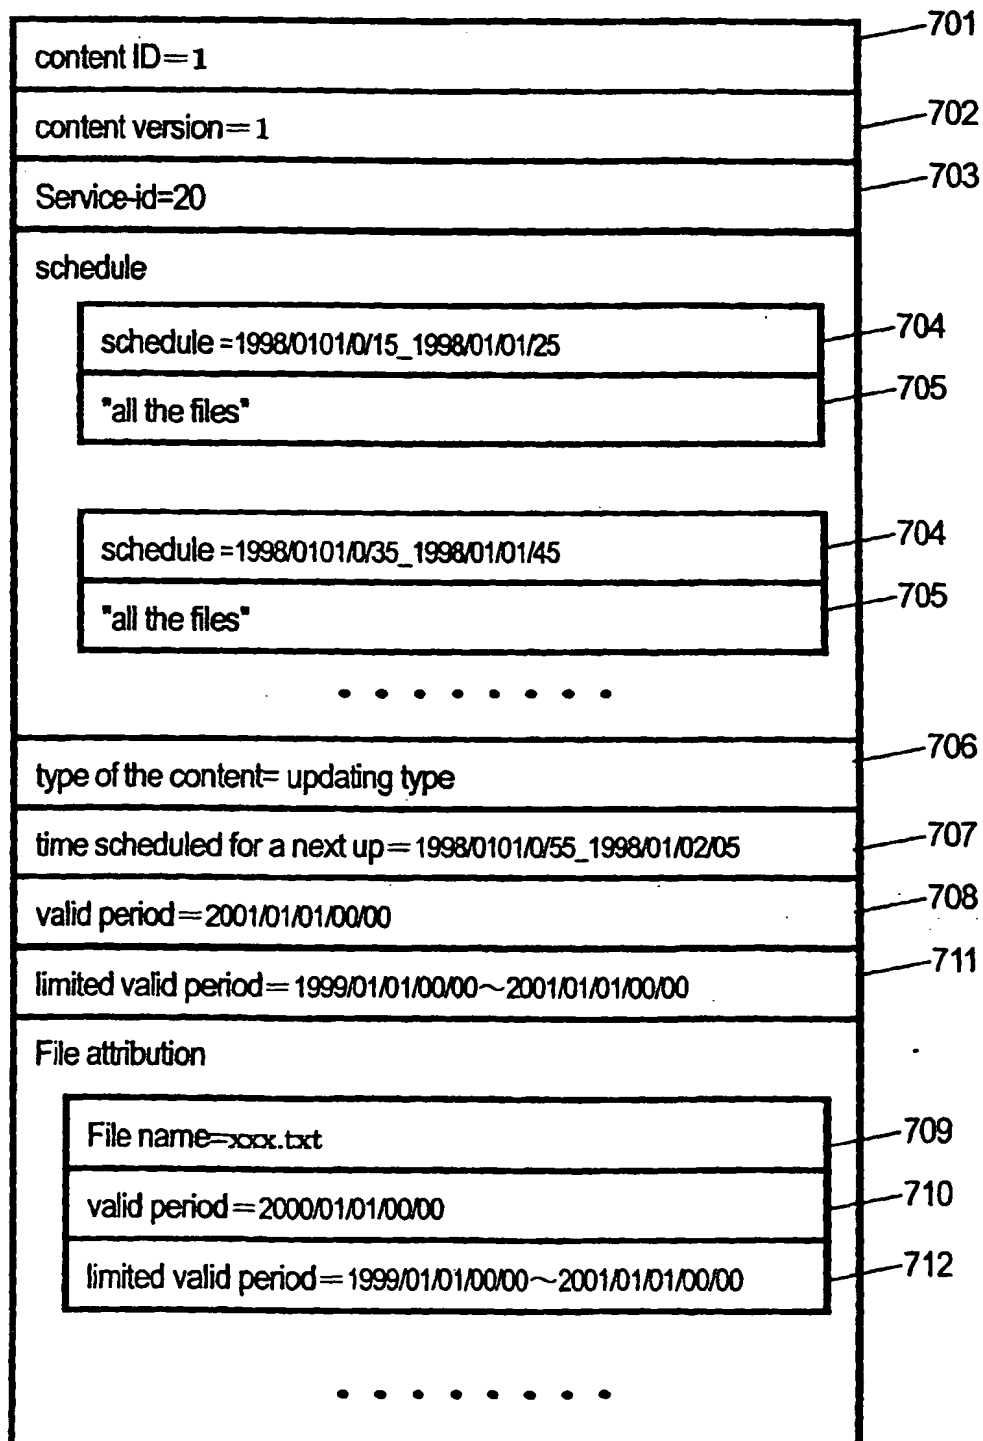 701
content ID=1
702
content version=1
703
Service-id=20
schedule
704
schedule =1998/0101/0/15_1998/01/01/25
705
"all the files"
704
schedule =1998/0101/0/35_1998/01/01/45
705
"all the files"
706
type of the content= updating type
707
time scheduled for a next up=1998/0101/0/55_1998/01/02/05
708
valid period=2001/01/01/00/00
711
limited valid period=1999/01/01/00/00~2001/01/01/00/00
File attribution
709
File name=xxx.txt
710
valid period=2000/01/01/00/00
712
limited valid period=1999/01/01/00/00~2001/01/01/00/00